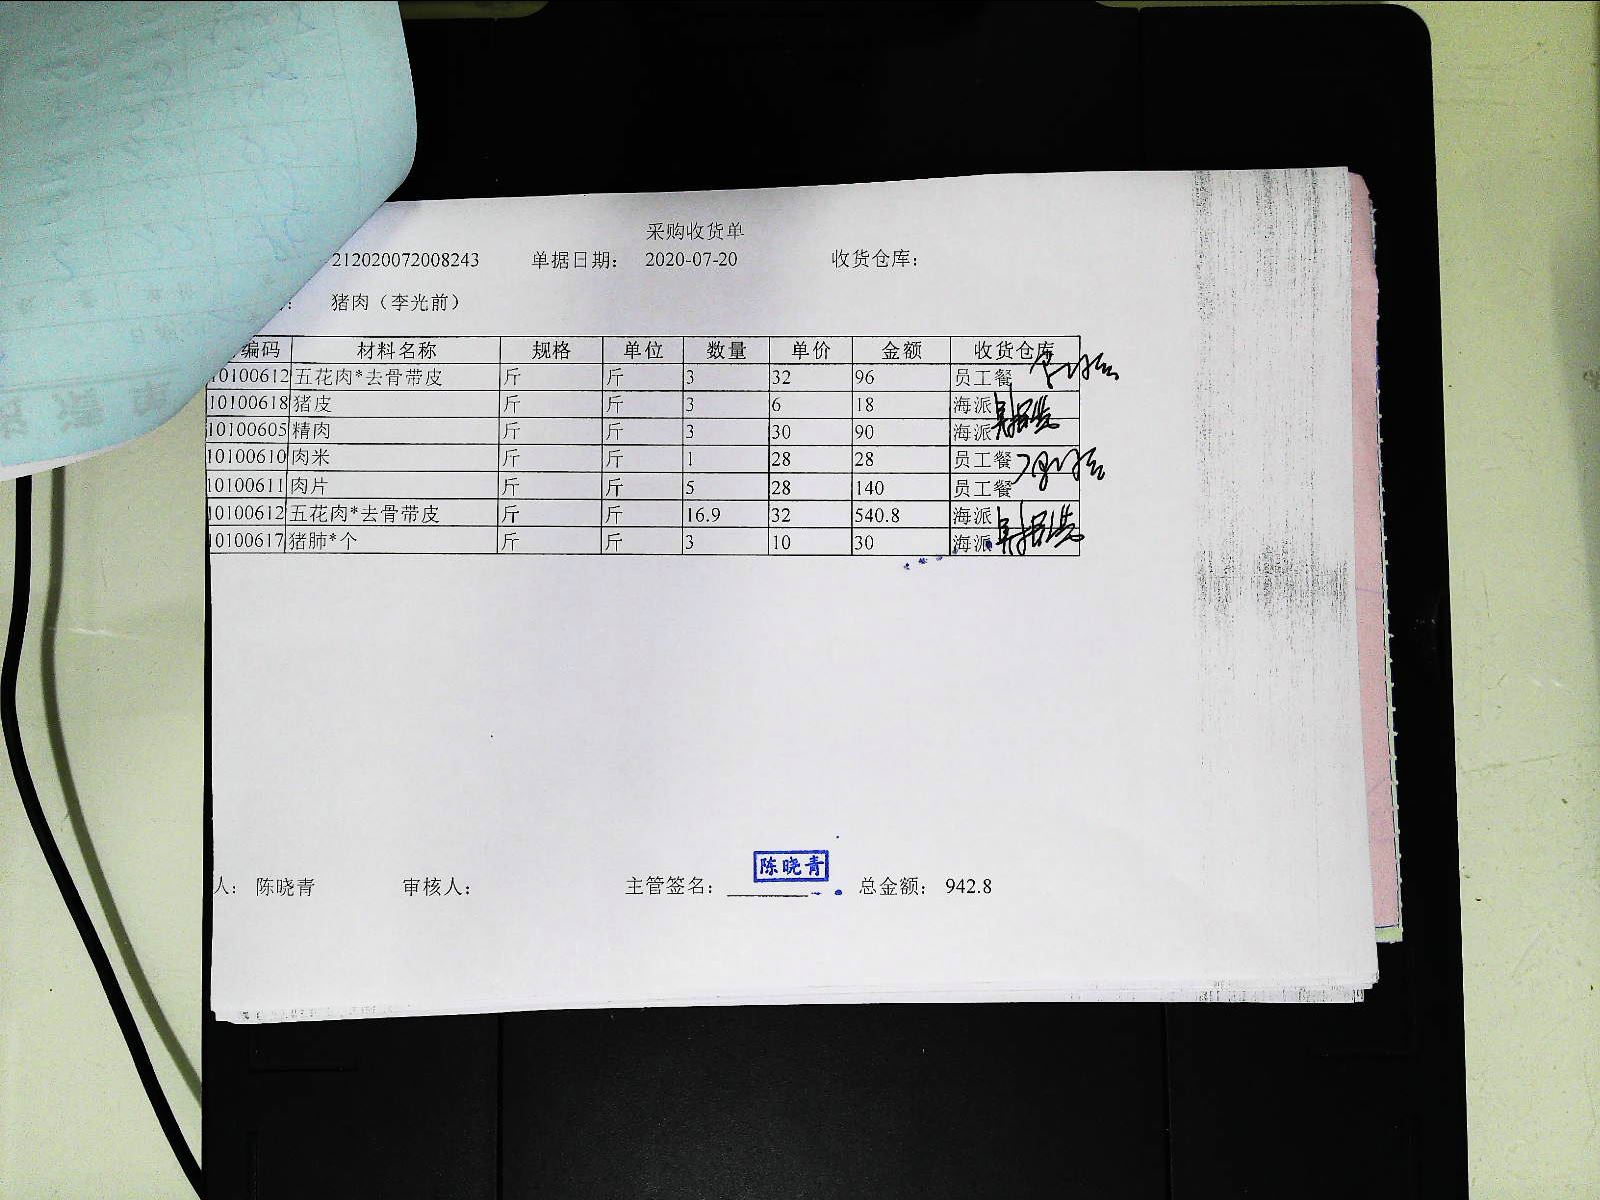 采购收货单
212020072008243 单据日期: 2020-07-20 收货仓库:
: 猪肉（李光前）
编码 材料名称 规格 单位 数量 单价 金额 收货仓库
10100612 五花肉*去骨带皮 斤 斤 3 32 96 员工餐
10100618 猪皮 斤 斤 3 6 18 海派
10100605 精肉 斤 斤 3 30 90 海派
10100610 肉米 斤 斤 1 28 28 员工餐
10100611 肉片 斤 斤 5 28 140 员工餐
10100612 五花肉*去骨带皮 斤 斤 16.9 32 540.8 海派
10100617 猪肺*个 斤 斤 3 10 30 海派
陈晓青
人: 陈晓青 审核人: 主管签名: 总金额: 942.8